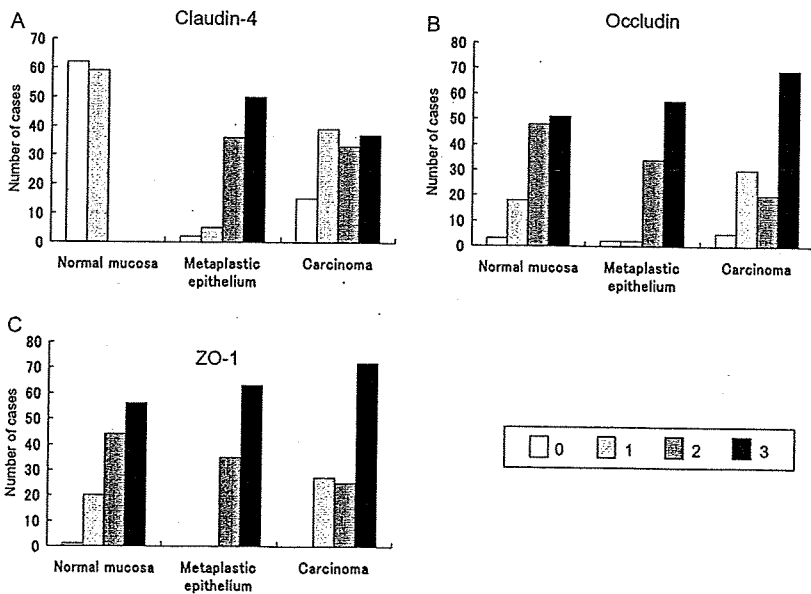 A
Claudin-4
Number of cases
70
60
50
40
30
20
10
0
Normal mucosa
Metaplastic
epithelium
Carcinoma
B
Occludin
Number of cases
80
70
60
50
40
30
20
10
0
Normal mucosa
Metaplastic
epithelium
Carcinoma
C
ZO-1
Number of cases
80
70
60
50
40
30
20
10
0
Normal mucosa
Metaplastic
epithelium
Carcinoma
0
1
2
3